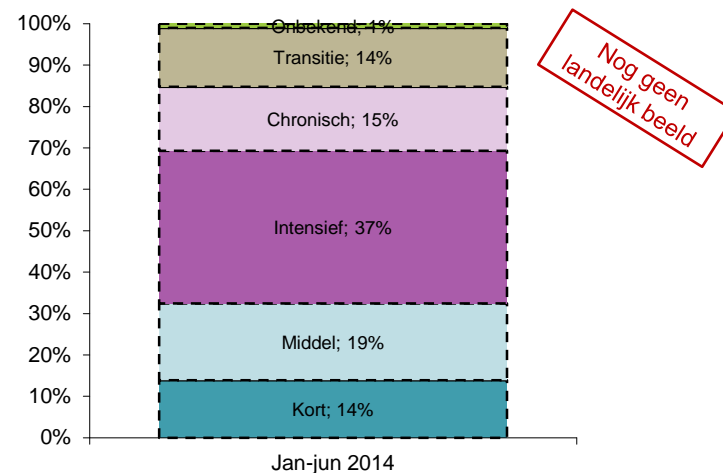 100%
90%
80%
70%
60%
50%
40%
30%
20%
10%
0%
Onbekend; 1%
Transitie; 14%
Chronisch; 15%
Intensief; 37%
Middel; 19%
Kort; 14%
Jan-jun 2014
Nog geen
landelijk beeld